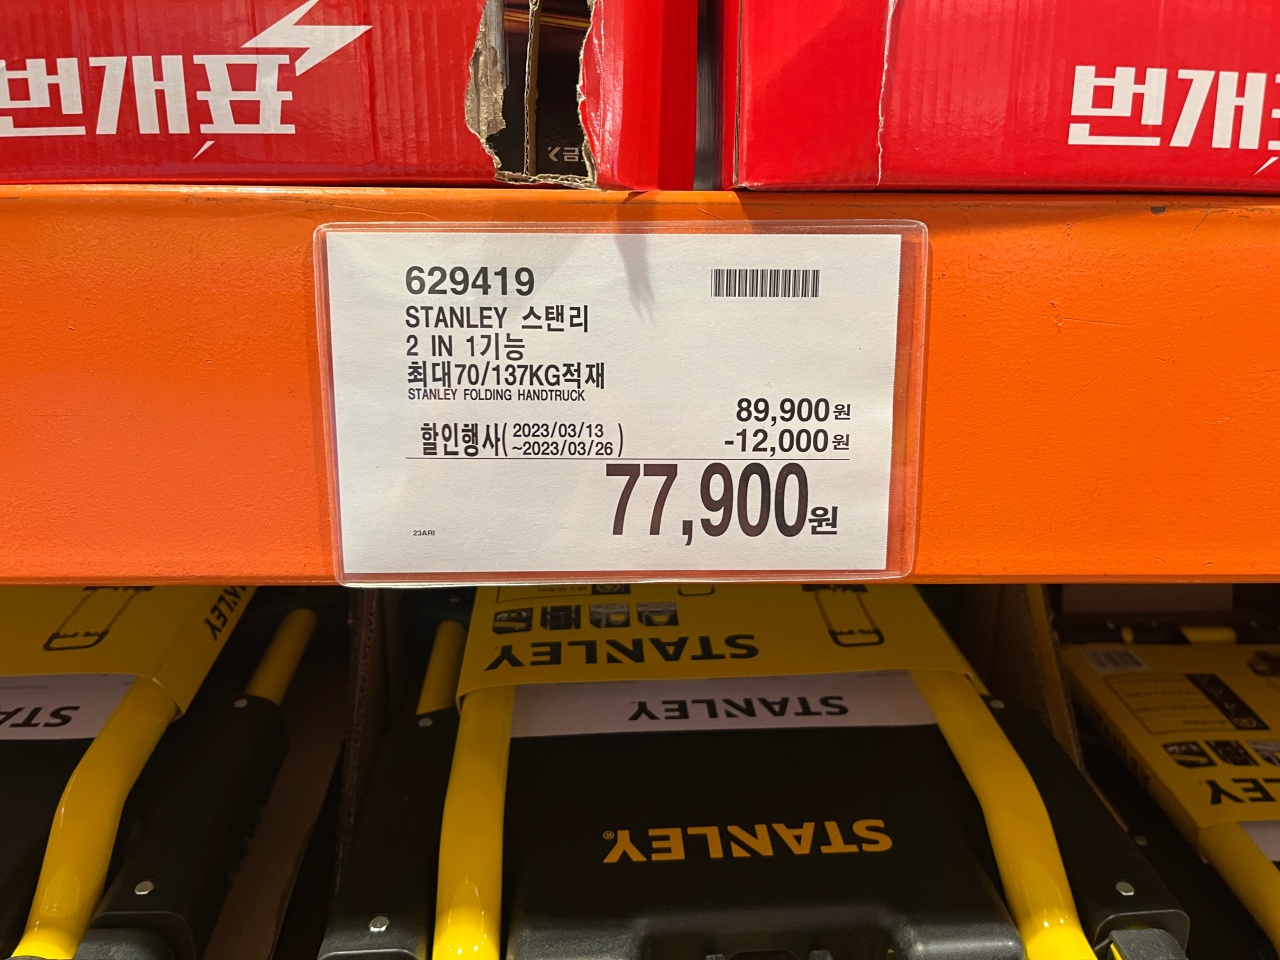 번개표
번개
629419
STANLEY 스탠리
2 IN 1기능
최대70/137KG적재
STANLEY FOLDING HANDTRUCK
89,900원
할인행사(2023/03/13
~2023/03/26)
-12,000원
77,900원
23ARI
STANLEY
STANLEY
STANLEY
STANLEY
STANLEY®
STANLEY